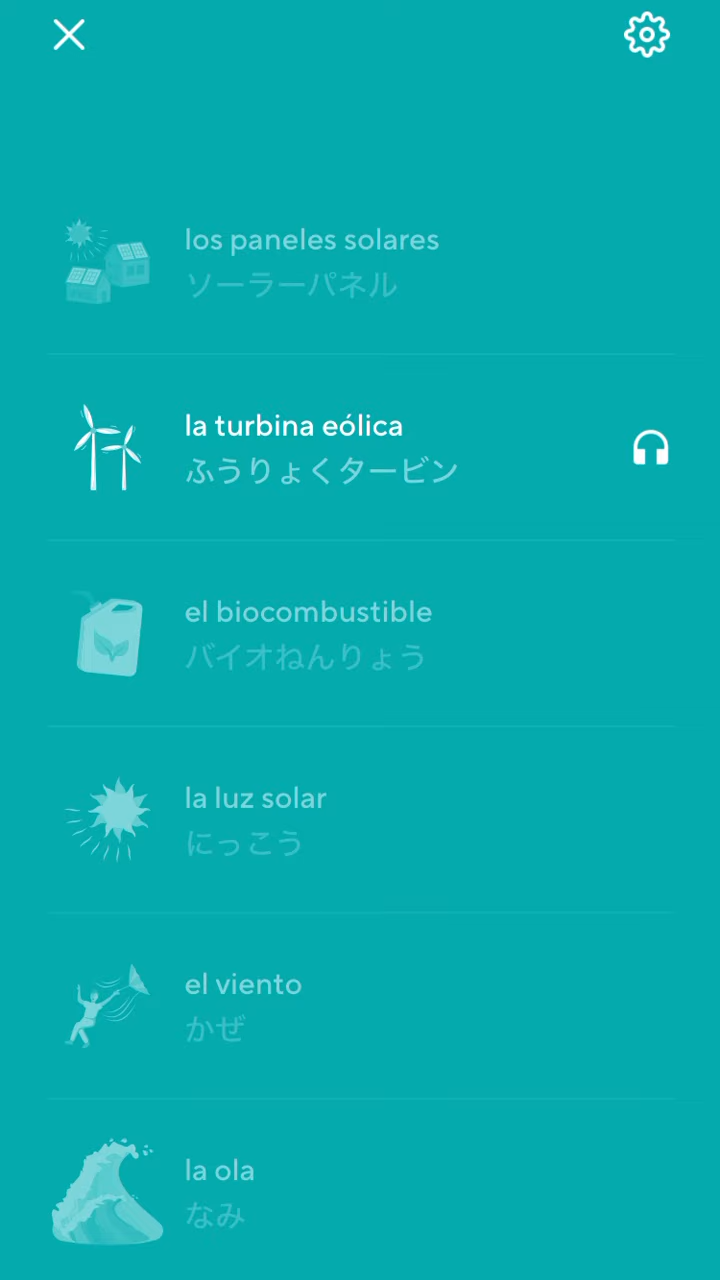 los paneles solares
ソーラーパネル
la turbina eólica
ふうりょくタービン
el biocombustible
バイオねんりょう
la luz solar
にっこう
el viento
かぜ
la ola
なみ